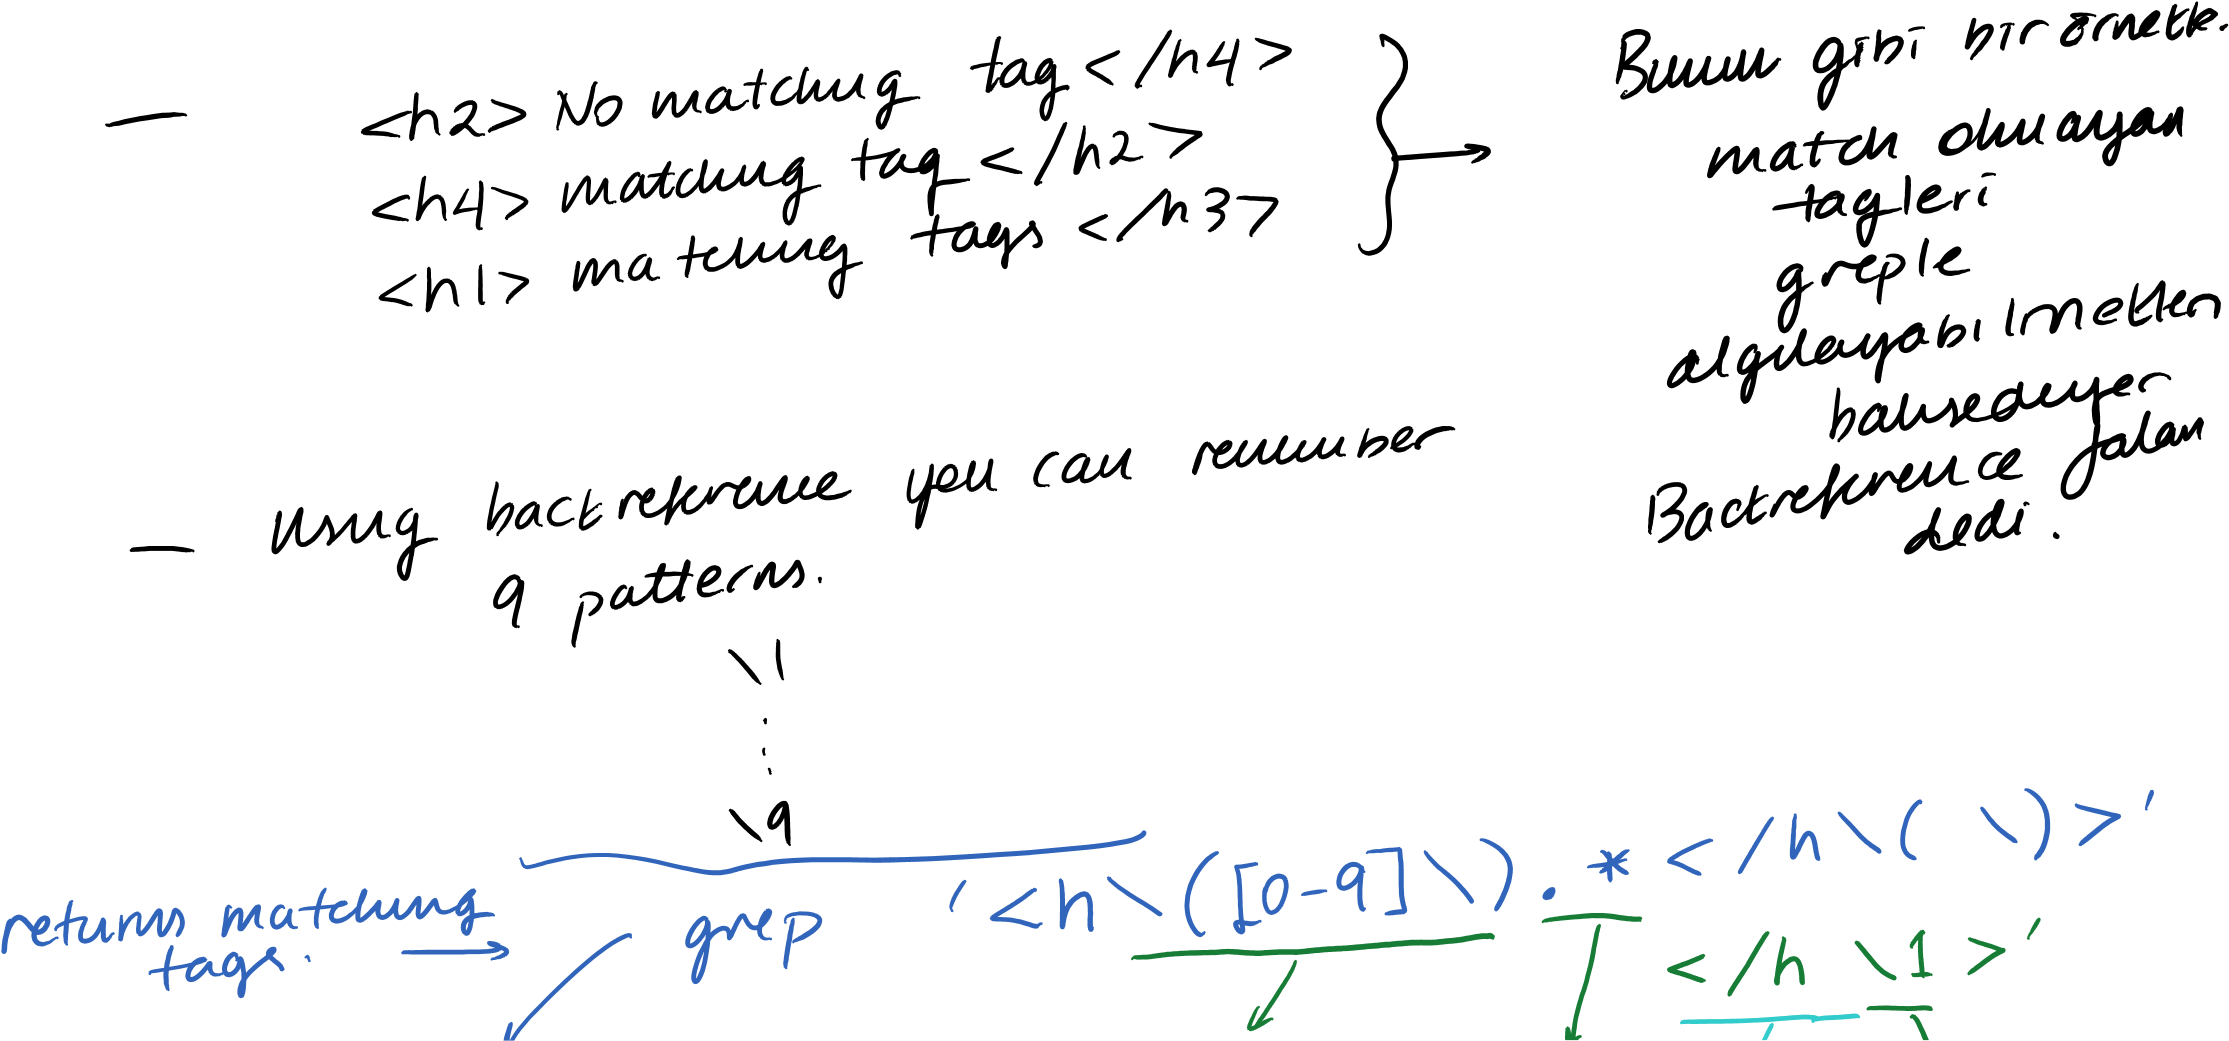 — <h2> No matching tag </h4>
<h4> matching tag </h2>
<h1> matching tags </h3>
Bunun gibi bir örnekte.
match olmayan
tagleri
greple
algılayabilmekten
bahsediyor
Backreference falan
dedi.
— Using backreference you can remember
9 patterns.
\1
\9
returns matching
tags.
grep '<h\([0-9]\).*</h\( \)>'
</h\1>'